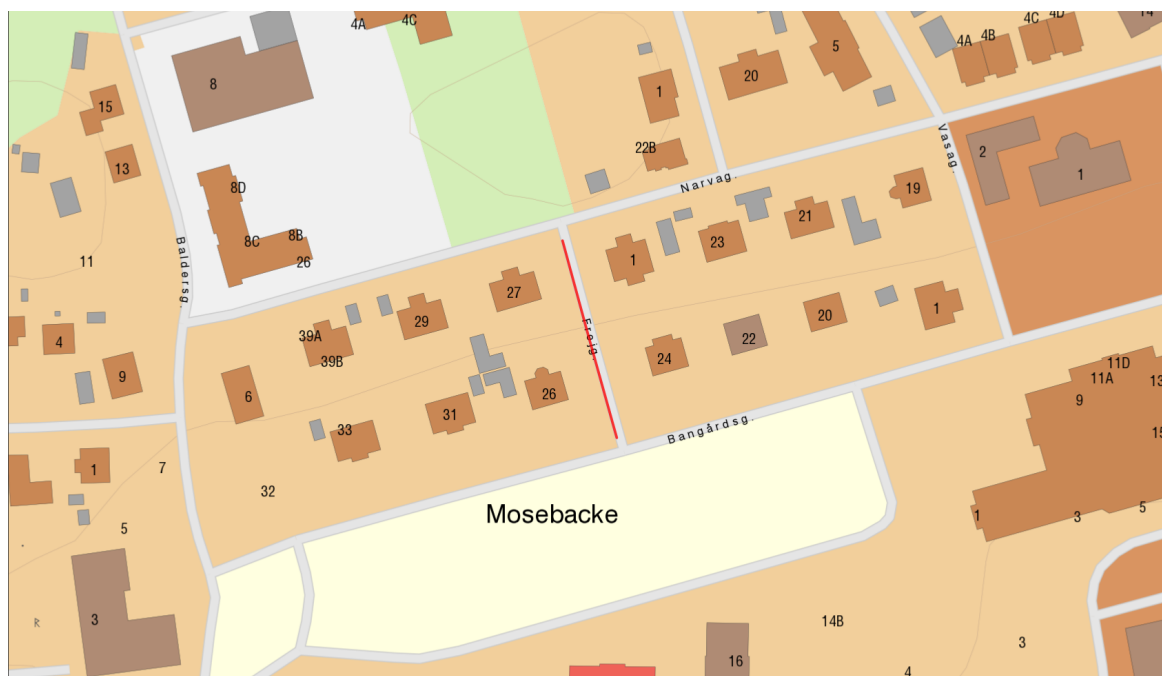 4A
4C
4C
4D
14
4A
4B
5
8
20
1
15
22B
2
Vasag.
13
1
Narvag.
8D
19
21
8B
8C
23
26
1
11
Baldersg.
27
1
20
29
Frejg.
39A
22
4
24
39B
11D
9
11A
13
26
6
9
31
33
Bangårdsg.
15
7
1
32
5
Mosebacke
1
3
5
3
R
14B
3
16
4